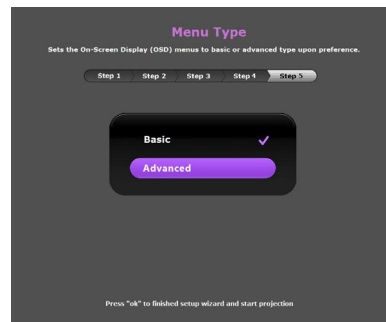 Menu Type
Sets the On-Screen Display (OSD) menus to basic or advanced type upon preference.
Step 1 Step 2 Step 3 Step 4 Step 5
Basic
Advanced
Press "ok" to finished setup wizard and start projection